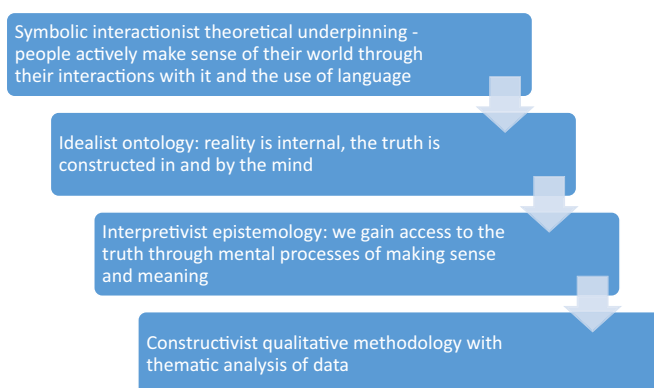 Symbolic interactionist theoretical underpinning -
people actively make sense of their world through
their interactions with it and the use of language
Idealist ontology: reality is internal, the truth is
constructed in and by the mind
Interpretivist epistemology: we gain access to the
truth through mental processes of making sense
and meaning
Constructivist qualitative methodology with
thematic analysis of data